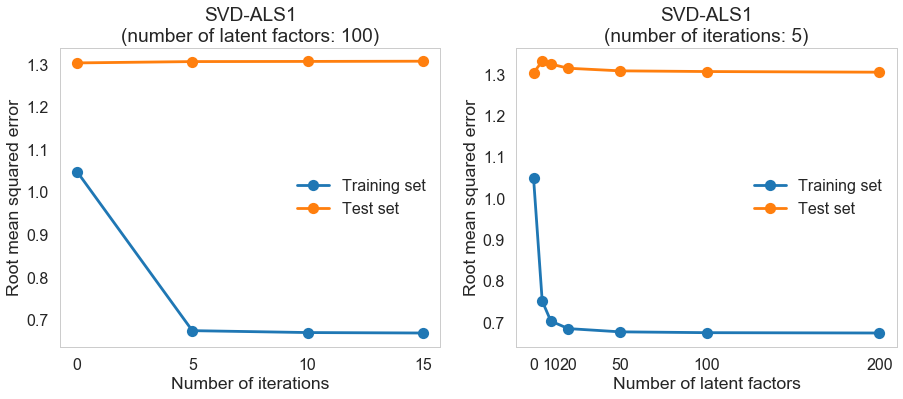 SVD-ALS1
(number of latent factors: 100)
Root mean squared error
1.3
1.2
1.1
1.0
0.9
0.8
0.7
Training set
Test set
0 5 10 15
Number of iterations
SVD-ALS1
(number of iterations: 5)
Root mean squared error
1.3
1.2
1.1
1.0
0.9
0.8
0.7
Training set
Test set
0 10 20 50 100 200
Number of latent factors